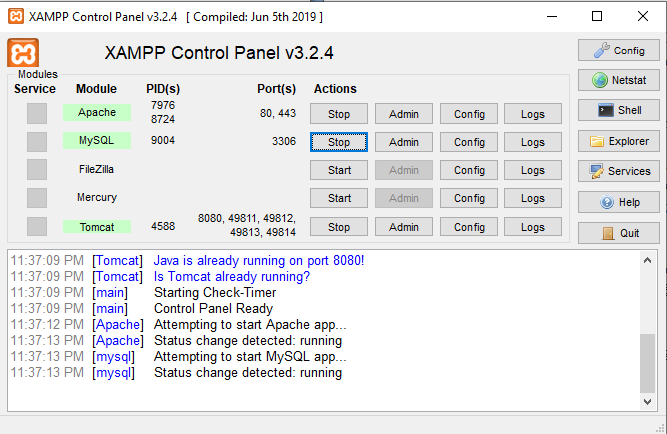 XAMPP Control Panel v3.2.4 [ Compiled: Jun 5th 2019 ]
XAMPP Control Panel v3.2.4
Config
Modules
Service Module PID(s) Port(s) Actions
Netstat
Apache 7976 80, 443 Stop Admin Config Logs
8724
Shell
MySQL 9004 3306 Stop Admin Config Logs
Explorer
FileZilla Start Admin Config Logs
Services
Mercury Start Admin Config Logs
Help
Tomcat 4588 8080, 49811, 49812, Stop Admin Config Logs
49813, 49814
Quit
11:37:09 PM [Tomcat] Java is already running on port 8080!
11:37:09 PM [Tomcat] Is Tomcat already running?
11:37:09 PM [main] Starting Check-Timer
11:37:09 PM [main] Control Panel Ready
11:37:12 PM [Apache] Attempting to start Apache app...
11:37:13 PM [Apache] Status change detected: running
11:37:13 PM [mysql] Attempting to start MySQL app...
11:37:13 PM [mysql] Status change detected: running